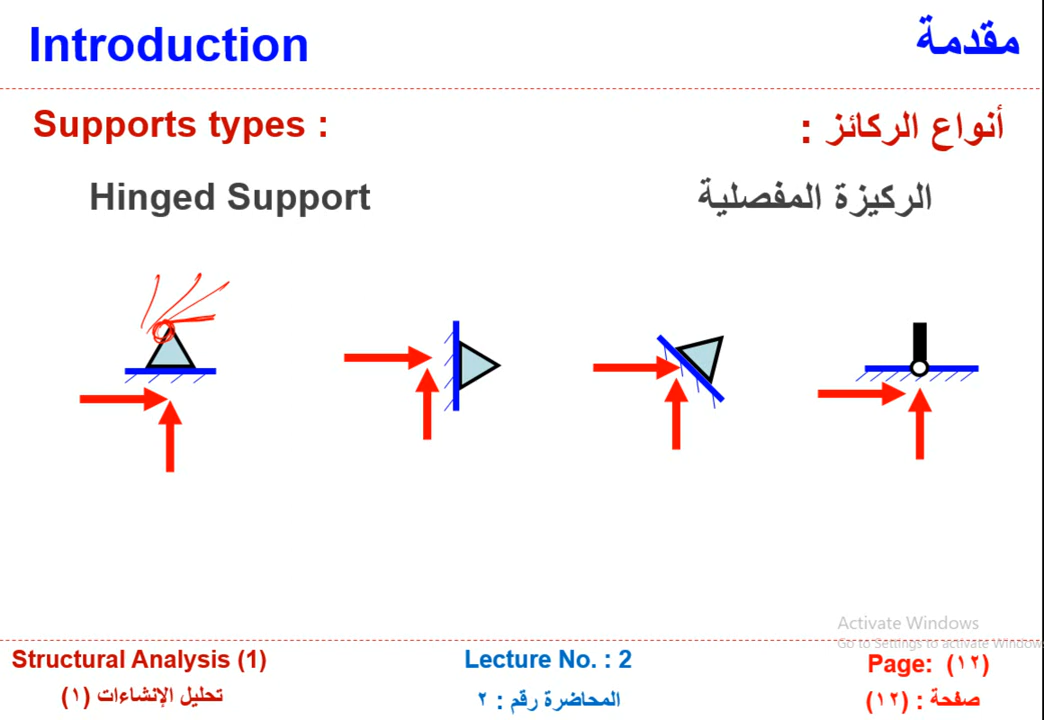 Introduction
مقدمة
Supports types :
أنواع الركائز :
Hinged Support
الركيزة المفصلية
Activate Windows
Go to Settings to activate Window
Structural Analysis (1)
Lecture No. : 2
Page: (١٢)
تحليل الإنشاءات (١)
المحاضرة رقم : ٢
صفحة : (١٢)